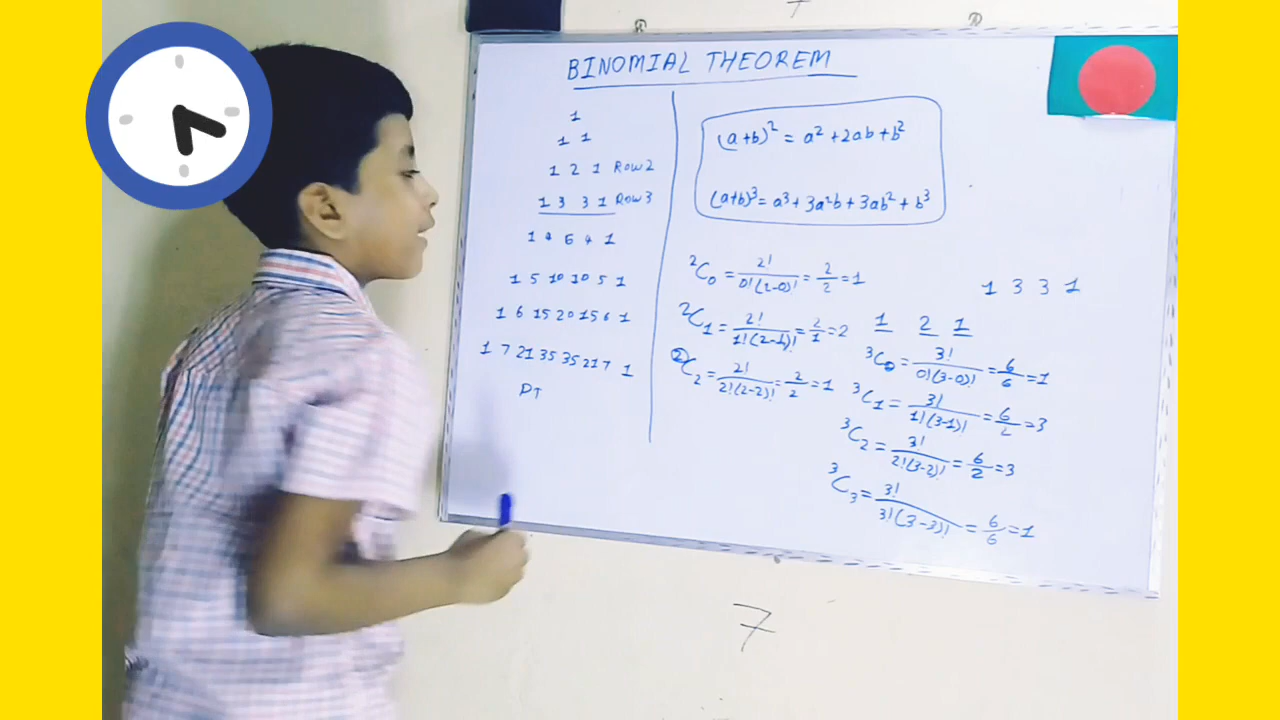 BINOMIAL THEOREM
1
1 1
1 2 1 Row 2
1 3 3 1 Row 3
1 4 6 4 1
1 5 10 10 5 1
1 6 15 20 15 6 1
1 7 21 35 35 21 7 1
PT
(a+b)² = a² + 2ab + b²
(a+b)³ = a³ + 3a²b + 3ab² + b³
²C₀ = 2!/0!(2-0)! = 2/2 = 1
²C₁ = 2!/1!(2-1)! = 2/1 = 2
²C₂ = 2!/2!(2-2)! = 2/2 = 1
1 3 3 1
1 2 1
³C₀ = 3!/0!(3-0)! = 6/6 = 1
³C₁ = 3!/1!(3-1)! = 6/2 = 3
³C₂ = 3!/2!(3-2)! = 6/2 = 3
³C₃ = 3!/3!(3-3)! = 6/6 = 1
7